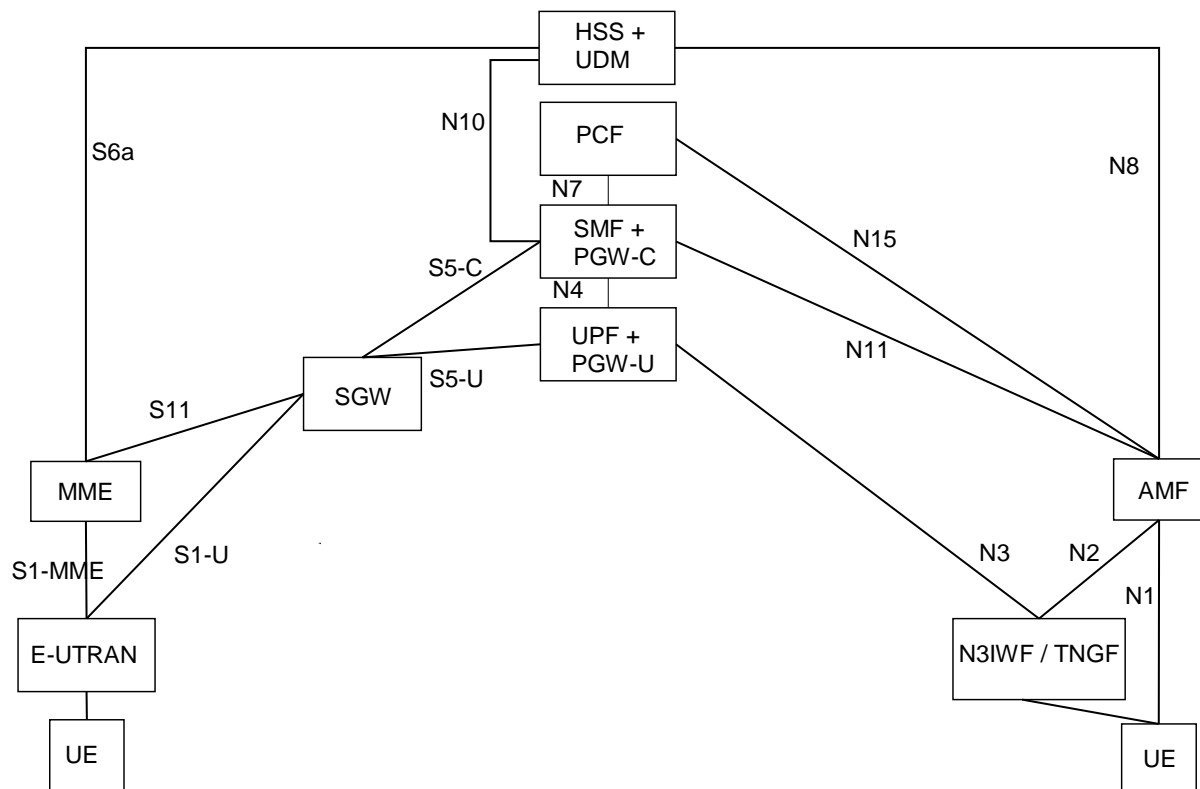 HSS +
UDM
N10
PCF
S6a
N8
N7
SMF +
PGW-C
N15
S5-C
N4
UPF +
PGW-U
N11
S5-U
SGW
S11
MME
AMF
S1-U
N3
N2
S1-MME
N1
E-UTRAN
N3IWF / TNGF
UE
UE